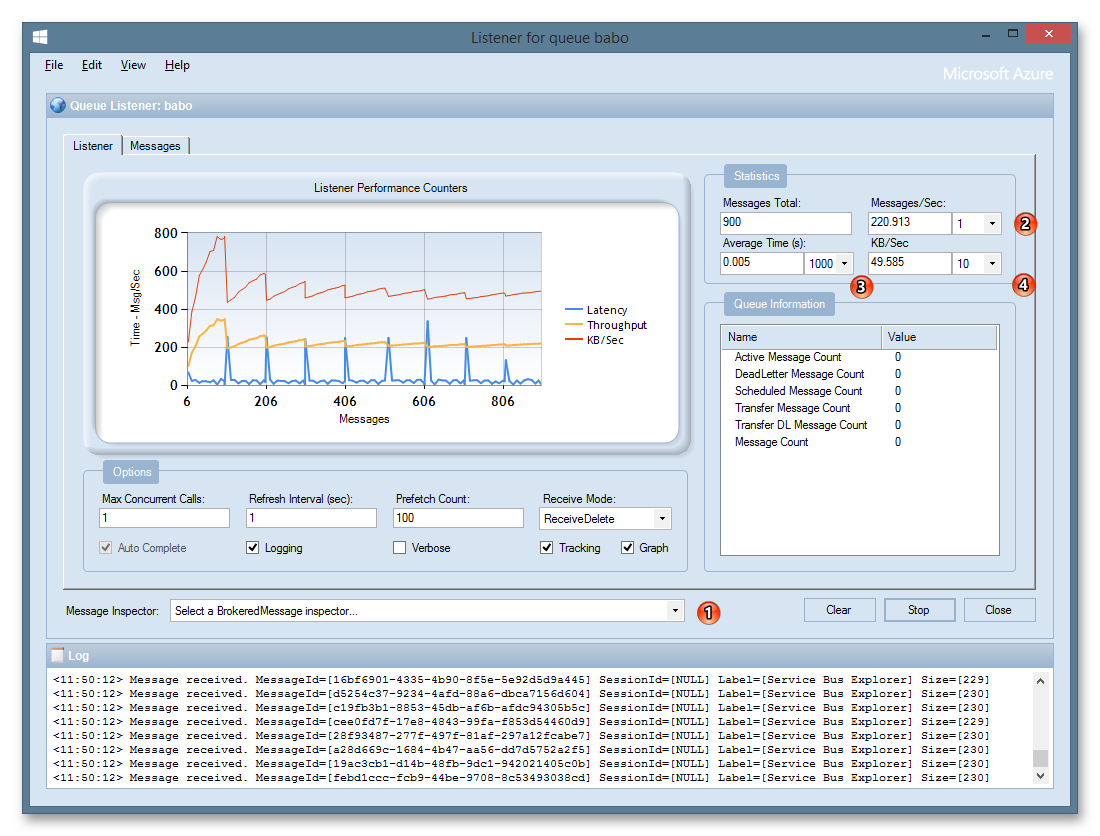 Listener for queue babo
File Edit View Help
Microsoft Azure
Queue Listener: babo
Listener Messages
Listener Performance Counters
800
600
400
200
0
Time - Msg/Sec
6 206 406 606 806
Messages
Latency
Throughput
KB/Sec
Statistics
Messages Total: Messages/Sec:
900 220.913 1 2
Average Time (s): KB/Sec
0.005 1000 49.585 10
3 4
Queue Information
Name Value
Active Message Count 0
DeadLetter Message Count 0
Scheduled Message Count 0
Transfer Message Count 0
Transfer DL Message Count 0
Message Count 0
Options
Max Concurrent Calls: Refresh Interval (sec): Prefetch Count: Receive Mode:
1 1 100 ReceiveDelete
Auto Complete Logging Verbose Tracking Graph
Message Inspector: Select a BrokeredMessage inspector... 1 Clear Stop Close
Log
<11:50:12> Message received. MessageId=[16bf6901-4335-4b90-8f5e-5e92d5d9a445] SessionId=[NULL] Label=[Service Bus Explorer] Size=[229]
<11:50:12> Message received. MessageId=[d5254c37-9234-4afd-88a6-dbca7156d604] SessionId=[NULL] Label=[Service Bus Explorer] Size=[230]
<11:50:12> Message received. MessageId=[c19fb3b1-8853-45db-af6b-afdc94305b5c] SessionId=[NULL] Label=[Service Bus Explorer] Size=[230]
<11:50:12> Message received. MessageId=[cee0fd7f-17e8-4843-99fa-f853d54460d9] SessionId=[NULL] Label=[Service Bus Explorer] Size=[229]
<11:50:12> Message received. MessageId=[28f93487-277f-497f-81af-297a12fcabe7] SessionId=[NULL] Label=[Service Bus Explorer] Size=[230]
<11:50:12> Message received. MessageId=[a28d669c-1684-4b47-aa56-dd7d5752a2f5] SessionId=[NULL] Label=[Service Bus Explorer] Size=[230]
<11:50:12> Message received. MessageId=[19ac3cb1-d14b-48fb-9dc1-942021405c0b] SessionId=[NULL] Label=[Service Bus Explorer] Size=[230]
<11:50:12> Message received. MessageId=[febd1ccc-fcb9-44be-9708-8c53493038cd] SessionId=[NULL] Label=[Service Bus Explorer] Size=[230]